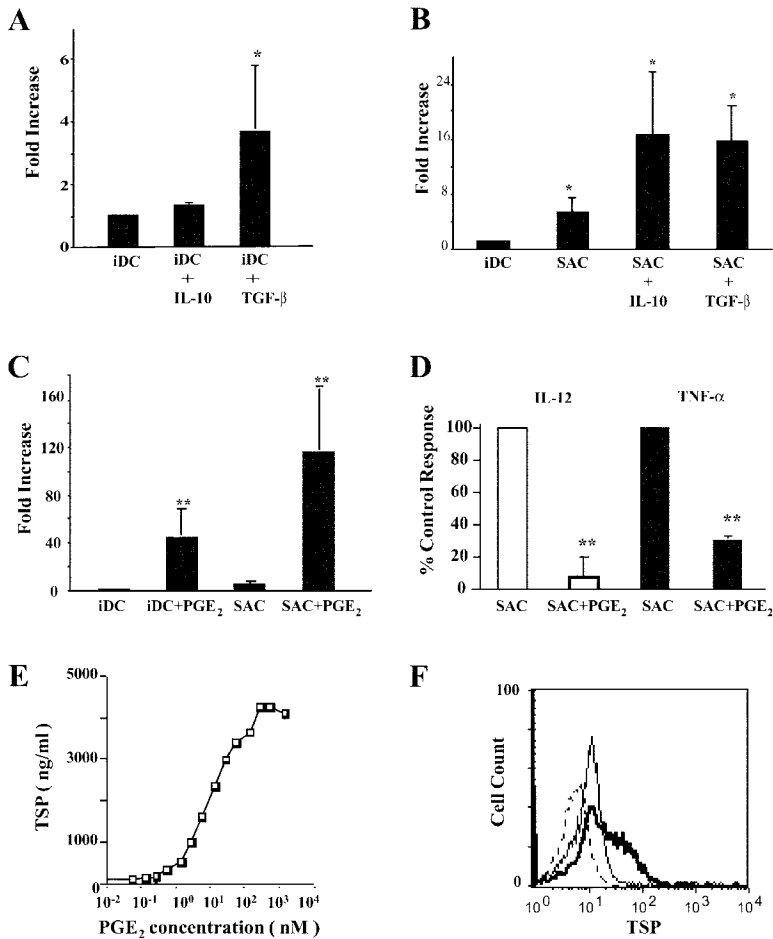 A
Fold Increase
6
4
2
0
*
iDC
iDC
+
IL-10
iDC
+
TGF-β
B
Fold Increase
24
16
8
0
*
*
*
iDC
SAC
SAC
+
IL-10
SAC
+
TGF-β
C
Fold Increase
160
120
80
40
0
**
**
iDC
iDC+PGE₂
SAC
SAC+PGE₂
D
IL-12
TNF-α
% Control Response
100
80
60
40
20
0
**
**
SAC
SAC+PGE₂
SAC
SAC+PGE₂
E
TSP ( ng/ml )
5000
3000
1000
0
10⁻²
10⁻¹
10⁰
10¹
10²
10³
10⁴
PGE₂ concentration ( nM )
F
Cell Count
100
0
10⁰
10¹
10²
10³
10⁴
TSP